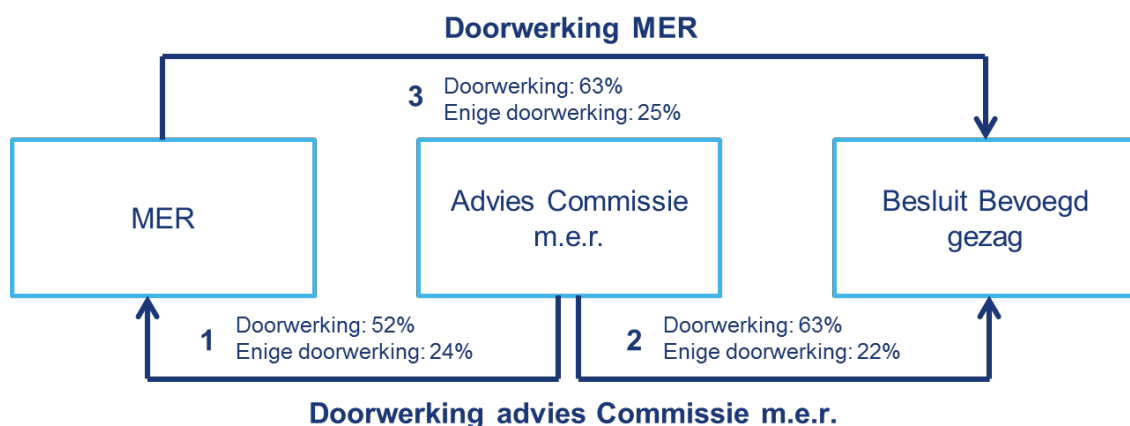 Doorwerking MER
3
Doorwerking: 63%
Enige doorwerking: 25%
MER
Advies Commissie
m.e.r.
Besluit Bevoegd
gezag
1
Doorwerking: 52%
Enige doorwerking: 24%
2
Doorwerking: 63%
Enige doorwerking: 22%
Doorwerking advies Commissie m.e.r.